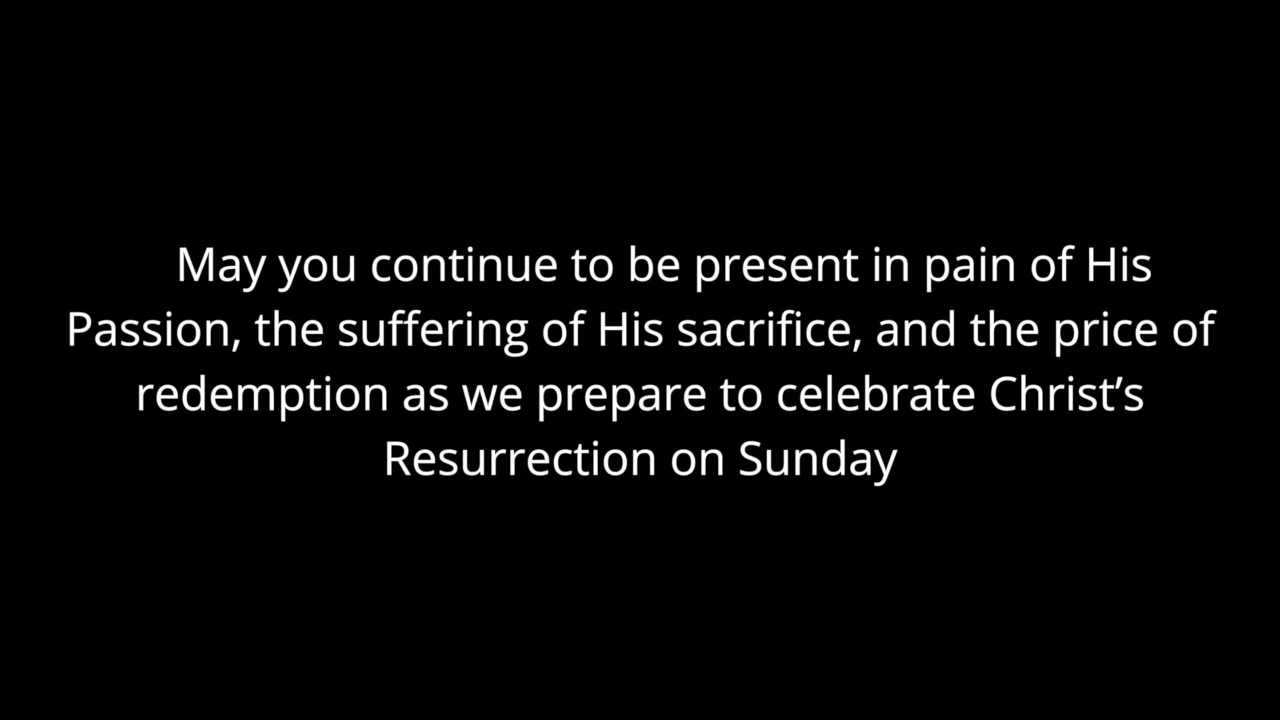 May you continue to be present in pain of His
Passion, the suffering of His sacrifice, and the price of
redemption as we prepare to celebrate Christ’s
Resurrection on Sunday